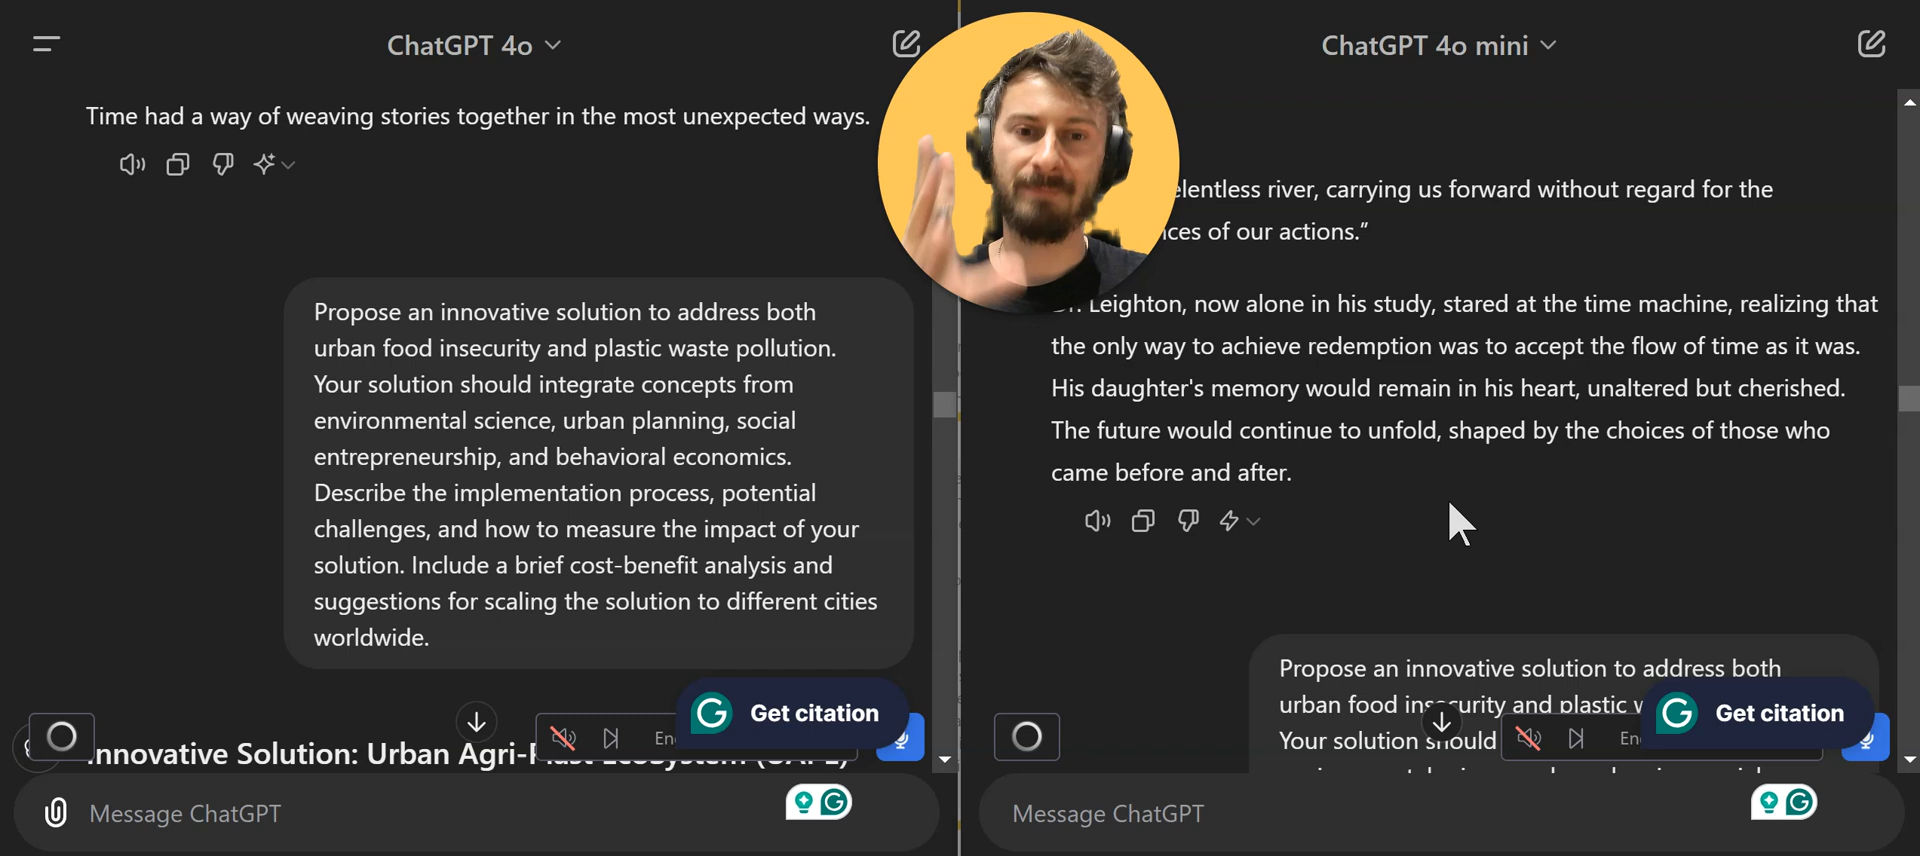 ChatGPT 4o
Time had a way of weaving stories together in the most unexpected ways.
Propose an innovative solution to address both
urban food insecurity and plastic waste pollution.
Your solution should integrate concepts from
environmental science, urban planning, social
entrepreneurship, and behavioral economics.
Describe the implementation process, potential
challenges, and how to measure the impact of your
solution. Include a brief cost-benefit analysis and
suggestions for scaling the solution to different cities
worldwide.
Get citation
Innovative Solution: Urban
Message ChatGPT
ChatGPT 4o mini
river, carrying us forward without regard for the
of our actions.”
Dr. Leighton, now alone in his study, stared at the time machine, realizing that
the only way to achieve redemption was to accept the flow of time as it was.
His daughter's memory would remain in his heart, unaltered but cherished.
The future would continue to unfold, shaped by the choices of those who
came before and after.
Propose an innovative solution to address both
urban food insecurity and plastic
Get citation
Your solution should
Message ChatGPT